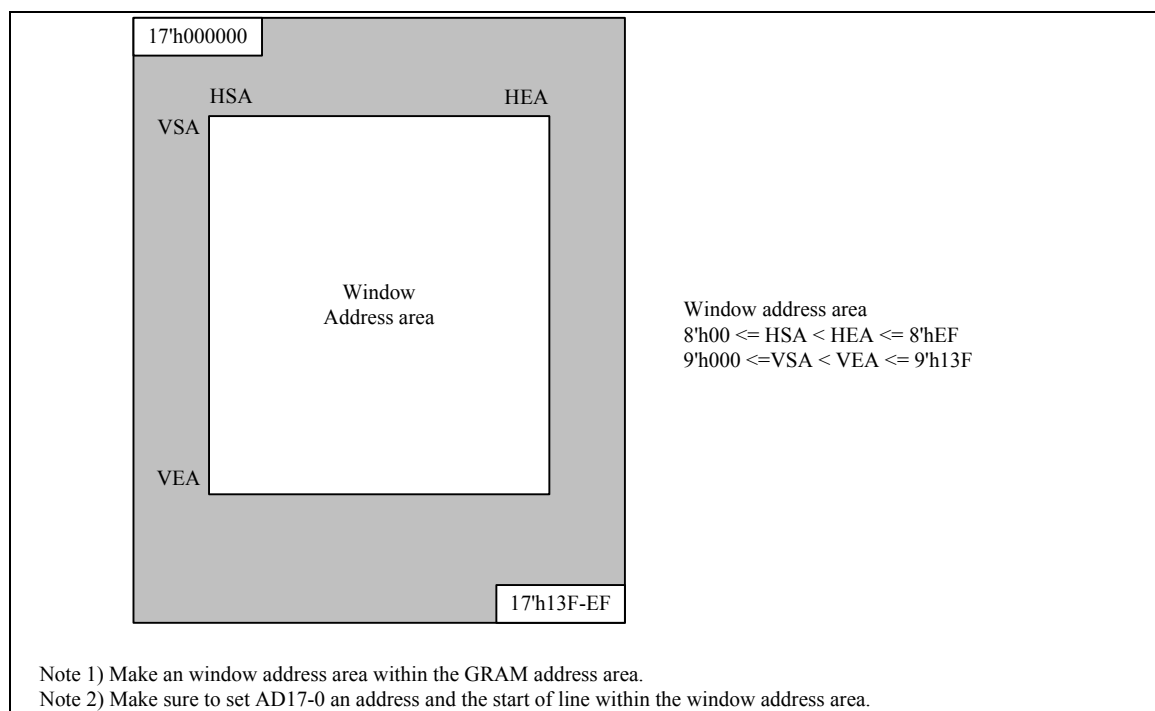 17'h000000
HSA HEA
VSA
Window
Address area
Window address area
8'h00 <= HSA < HEA <= 8'hEF
9'h000 <=VSA < VEA <= 9'h13F
VEA
17'h13F-EF
Note 1) Make an window address area within the GRAM address area.
Note 2) Make sure to set AD17-0 an address and the start of line within the window address area.